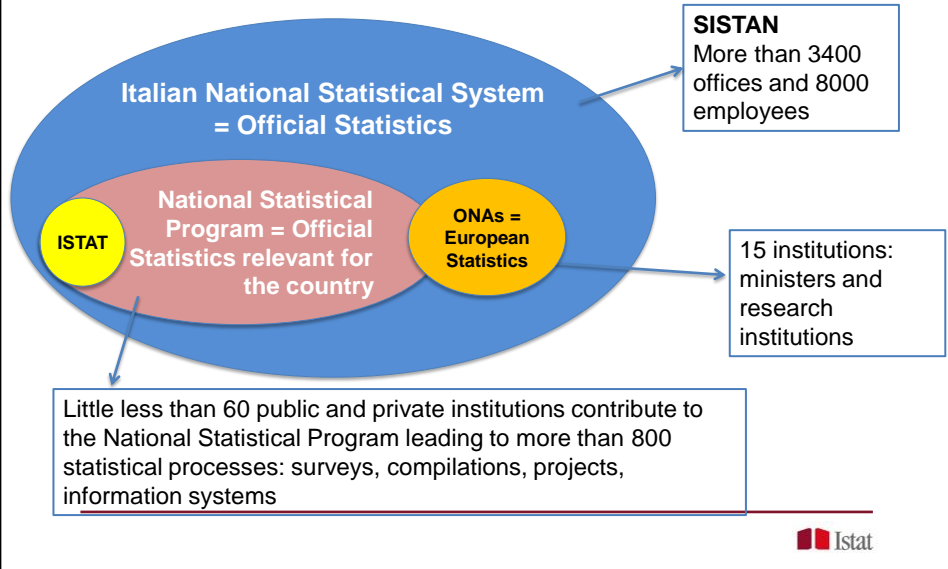 SISTAN
More than 3400
offices and 8000
employees
Italian National Statistical System
= Official Statistics
National Statistical
Program = Official
Statistics relevant for
the country
ISTAT
ONAs =
European
Statistics
15 institutions:
ministers and
research
institutions
Little less than 60 public and private institutions contribute to
the National Statistical Program leading to more than 800
statistical processes: surveys, compilations, projects,
information systems
Istat